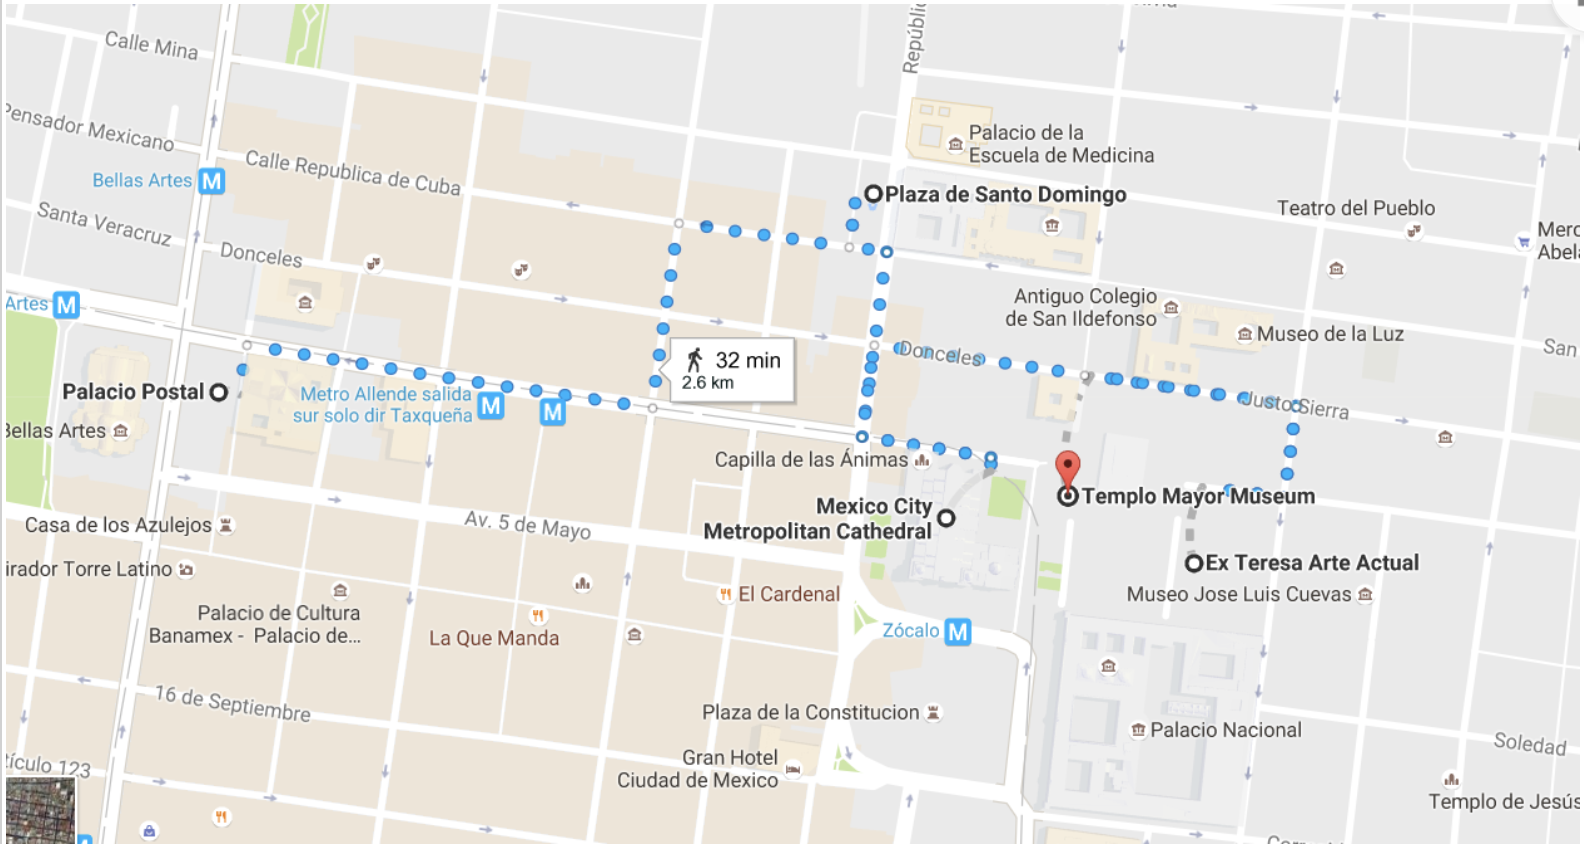 Calle Mina
Pensador Mexicano
Bellas Artes
M
Calle Republica de Cuba
Santa Veracruz
Donceles
Artes
M
Palacio Postal
Bellas Artes
Metro Allende salida
sur solo dir Taxqueña
M
M
32 min
2.6 km
Palacio de la
Escuela de Medicina
Plaza de Santo Domingo
Teatro del Pueblo
Merc
Abela
Antiguo Colegio
de San Ildefonso
Museo de la Luz
San
Donceles
Justo Sierra
Capilla de las Ánimas
Mexico City
Metropolitan Cathedral
Templo Mayor Museum
Ex Teresa Arte Actual
Museo Jose Luis Cuevas
Casa de los Azulejos
Av. 5 de Mayo
irador Torre Latino
Palacio de Cultura
Banamex - Palacio de...
La Que Manda
El Cardenal
Zócalo
M
16 de Septiembre
Plaza de la Constitucion
Gran Hotel
Ciudad de Mexico
Palacio Nacional
Soledad
Templo de Jesús
tículo 123
Repúblic